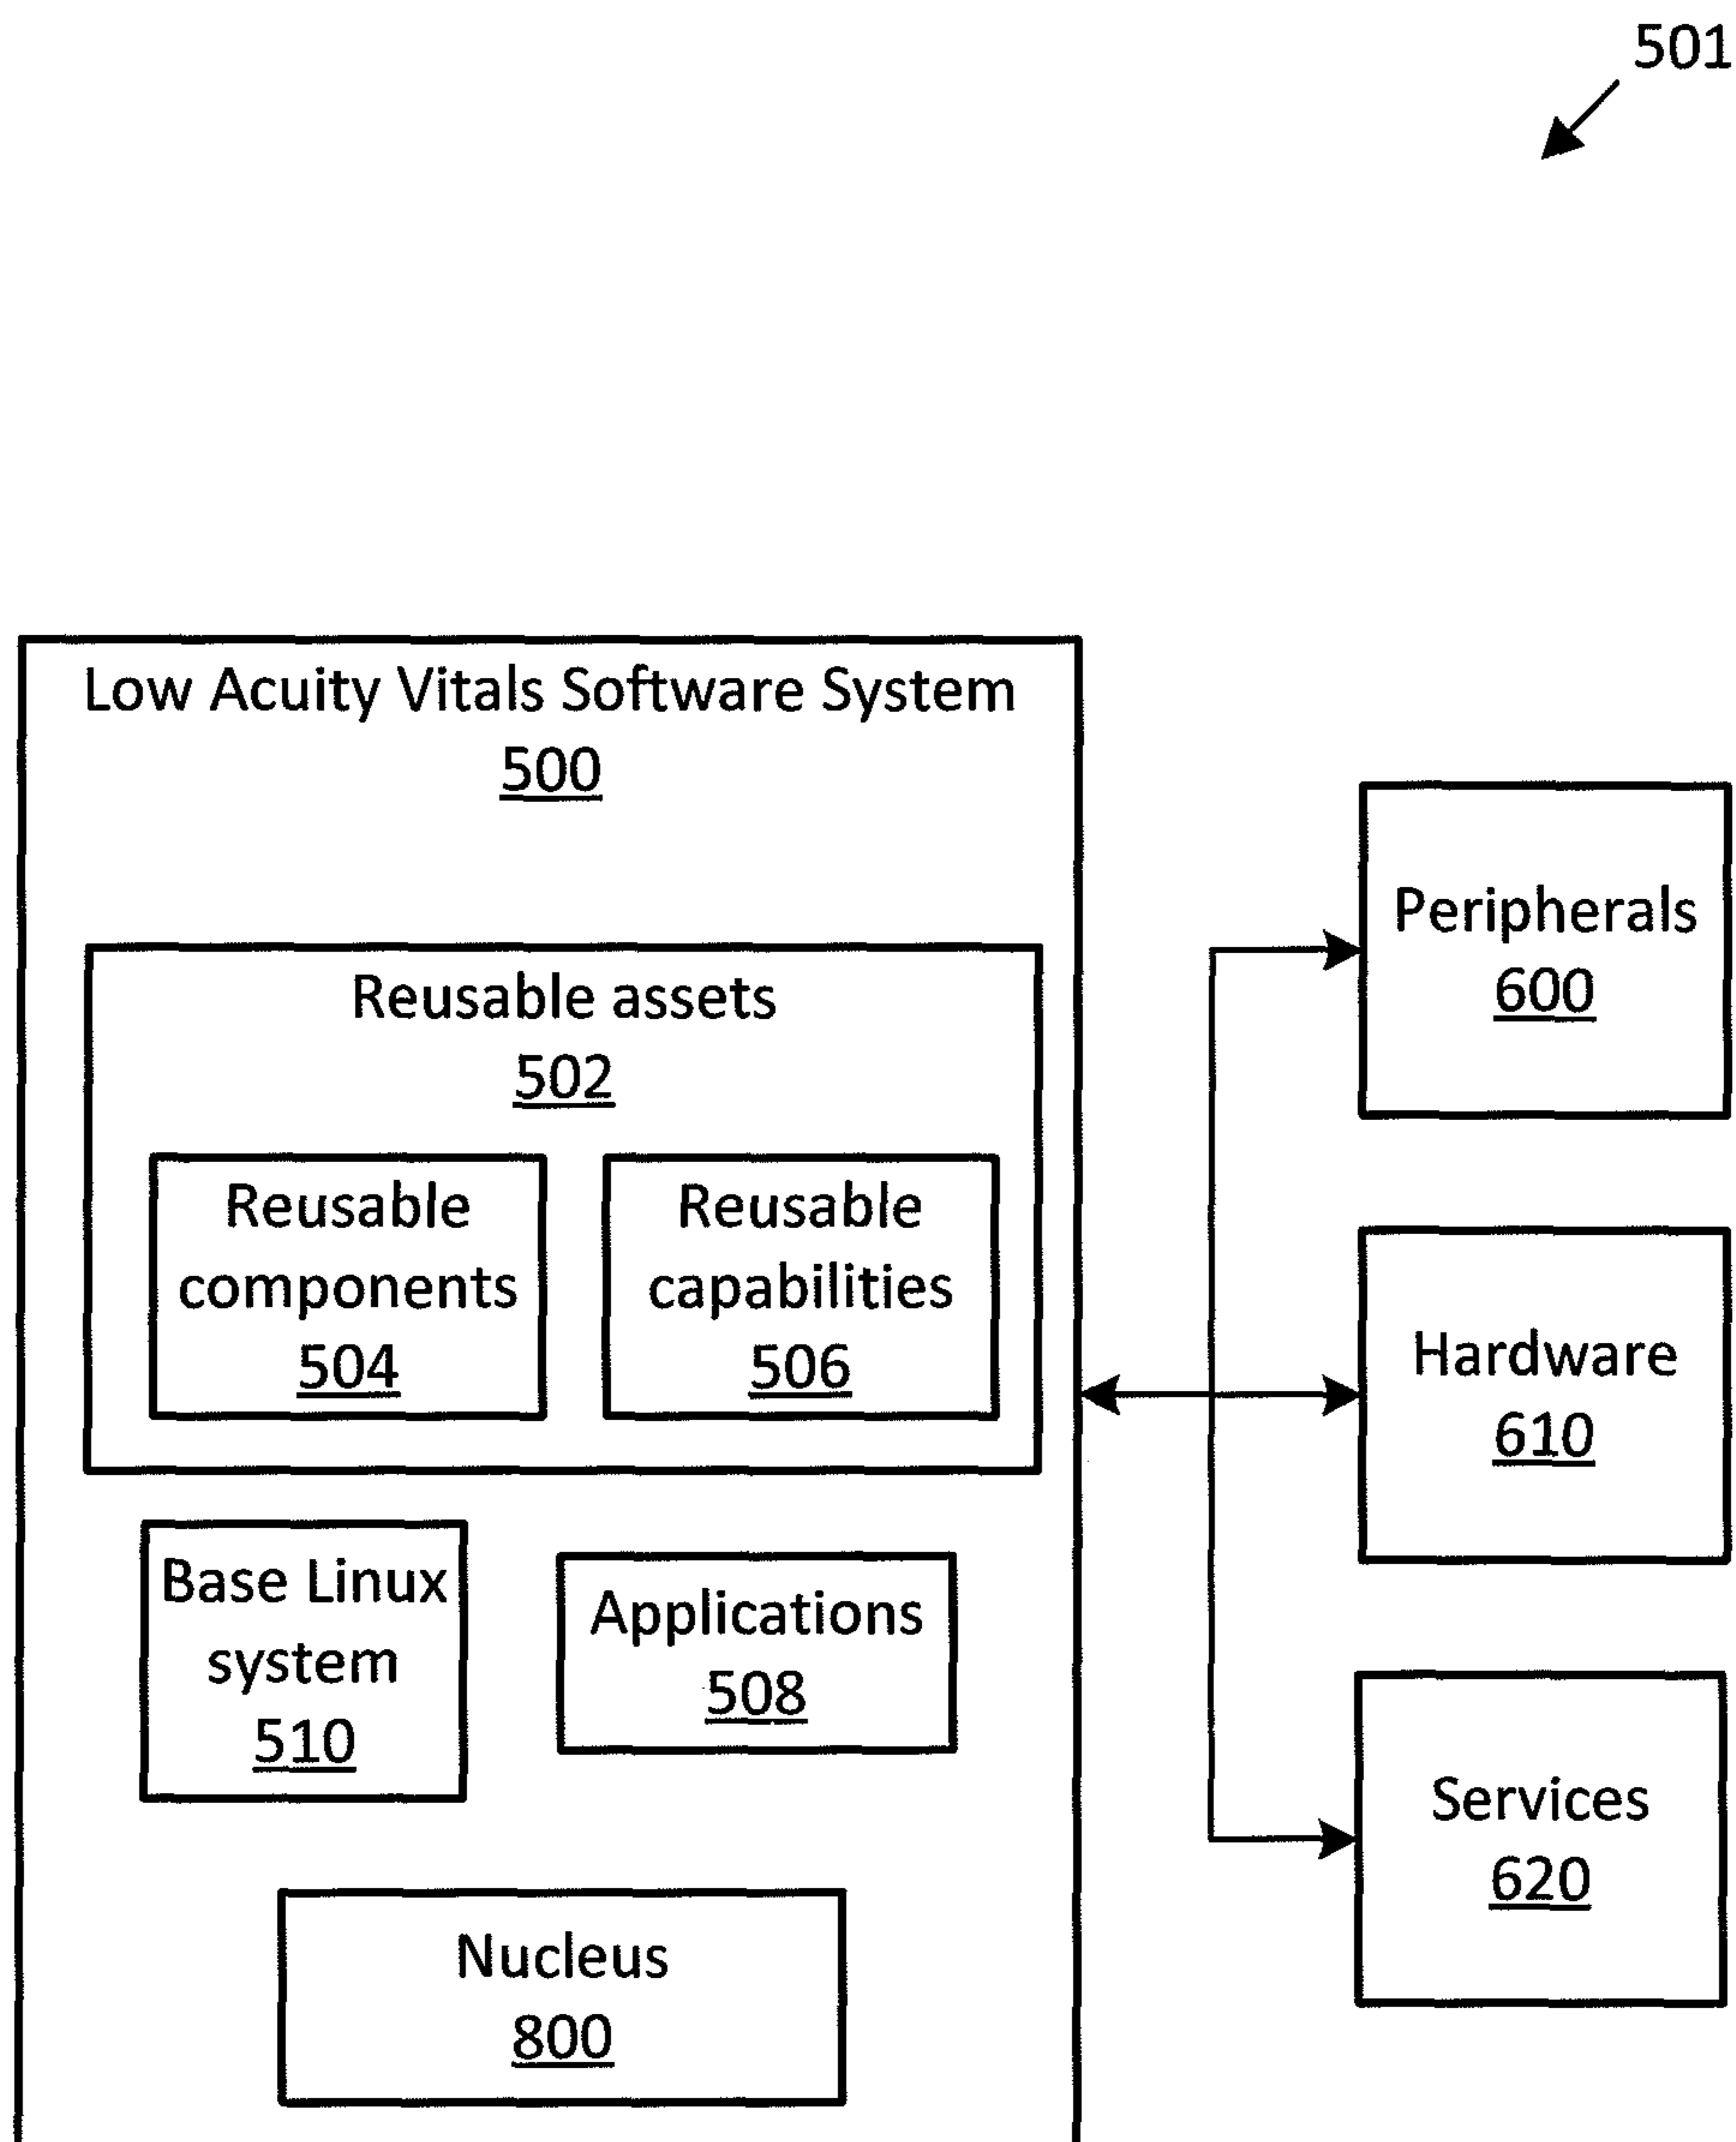 501
Low Acuity Vitals Software System
500
Reusable assets
502
Reusable
components
504
Reusable
capabilities
506
Base Linux
system
510
Applications
508
Nucleus
800
Peripherals
600
Hardware
610
Services
620